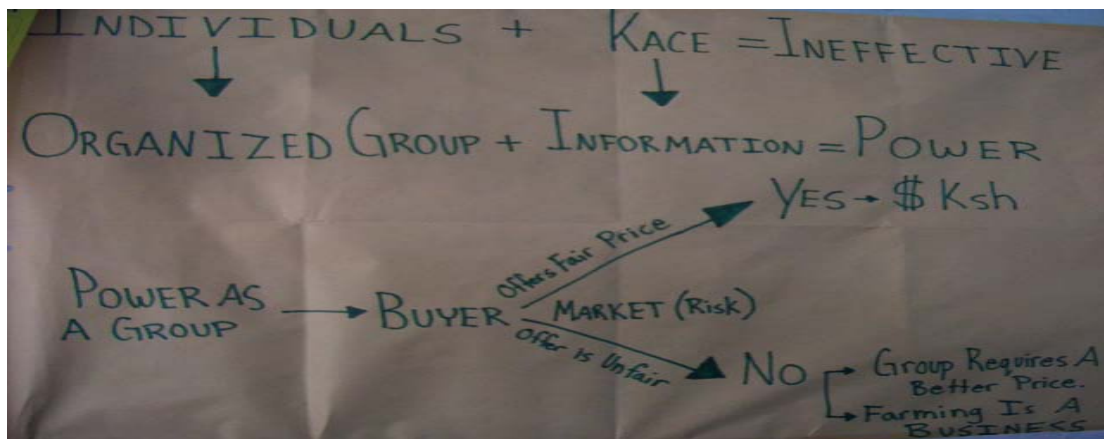 INDIVIDUALS + KACE = INEFFECTIVE
ORGANIZED GROUP + INFORMATION = POWER
YES → $ Ksh
Offers Fair Price
POWER AS
A GROUP
→ BUYER
MARKET (Risk)
Offer is Unfair
NO
Group Requires A
Better Price.
Farming Is A
BUSINESS